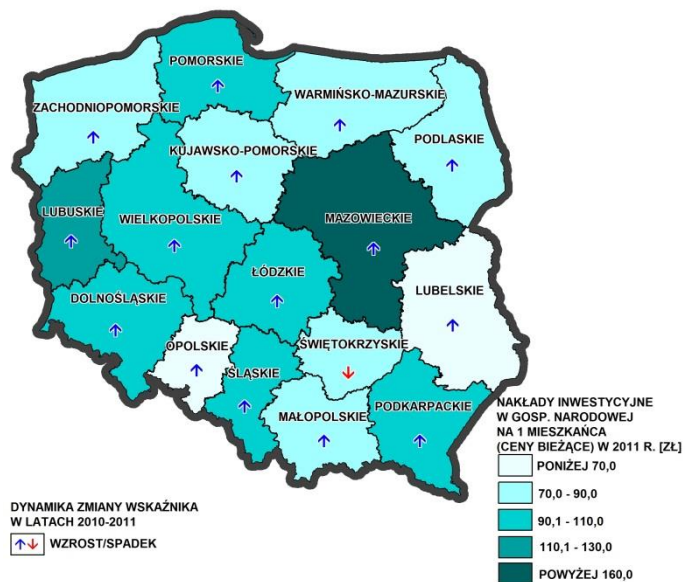 POMORSKIE
WARMIŃSKO-MAZURSKIE
ZACHODNIOPOMORSKIE
PODLASKIE
KUJAWSKO-POMORSKIE
LUBUSKIE
WIELKOPOLSKIE
MAZOWIECKIE
ŁÓDZKIE
LUBELSKIE
DOLNOŚLĄSKIE
OPOLSKIE
ŚWIĘTOKRZYSKIE
ŚLĄSKIE
MAŁOPOLSKIE
PODKARPACKIE
NAKŁADY INWESTYCYJNE
W GOSP. NARODOWEJ
NA 1 MIESZKAŃCA
(CENY BIEŻĄCE) W 2011 R. [ZŁ]
PONIŻEJ 70,0
70,0 - 90,0
90,1 - 110,0
110,1 - 130,0
POWYŻEJ 160,0
DYNAMIKA ZMIANY WSKAŹNIKA
W LATACH 2010-2011
WZROST/SPADEK